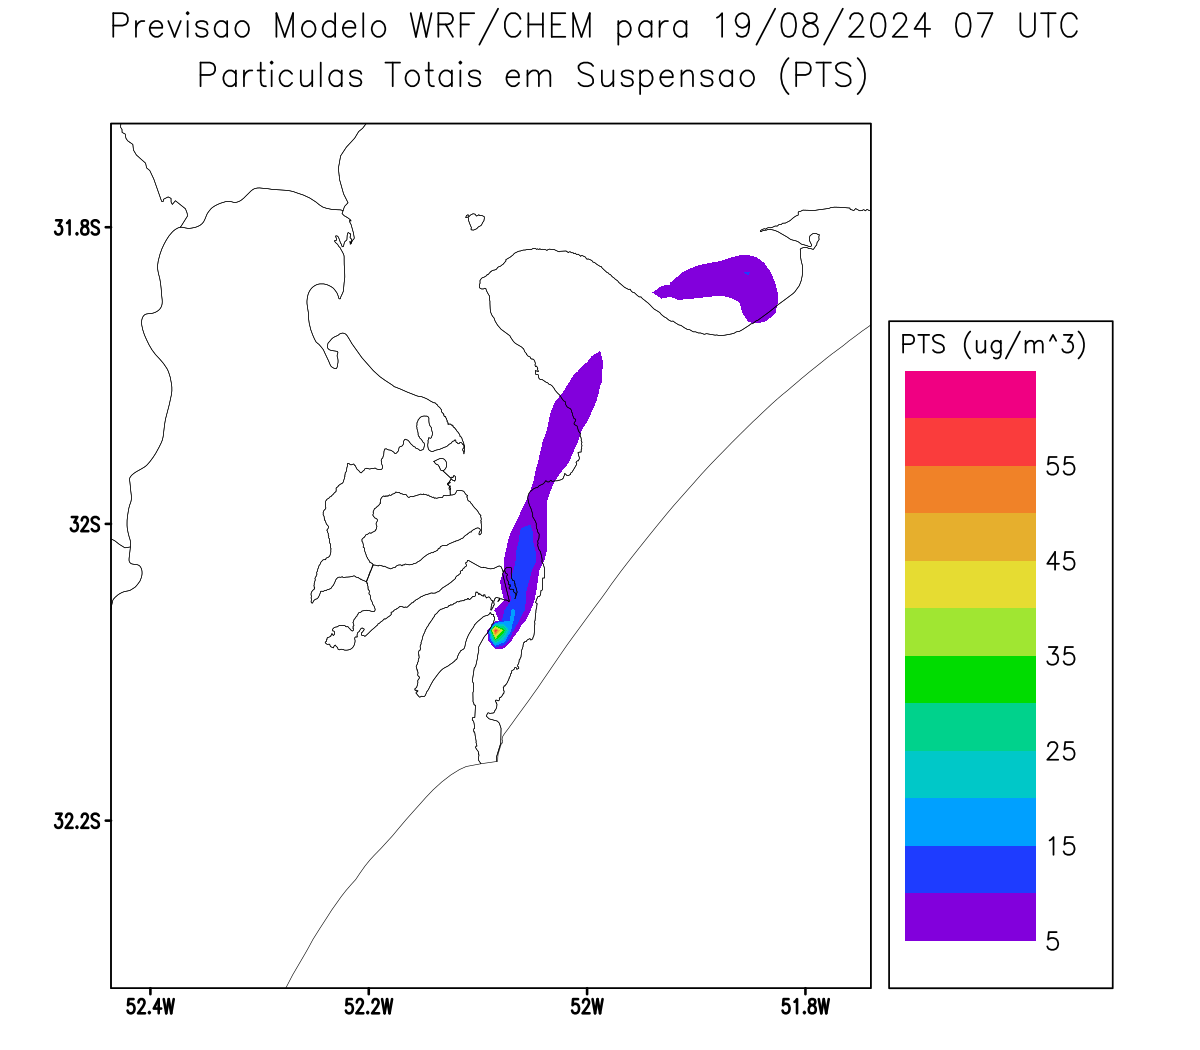 Previsao Modelo WRF/CHEM para 19/08/2024 07 UTC
Particulas Totais em Suspensao (PTS)
31.8S
32S
32.2S
52.4W
52.2W
52W
51.8W
PTS (ug/m^3)
55
45
35
25
15
5